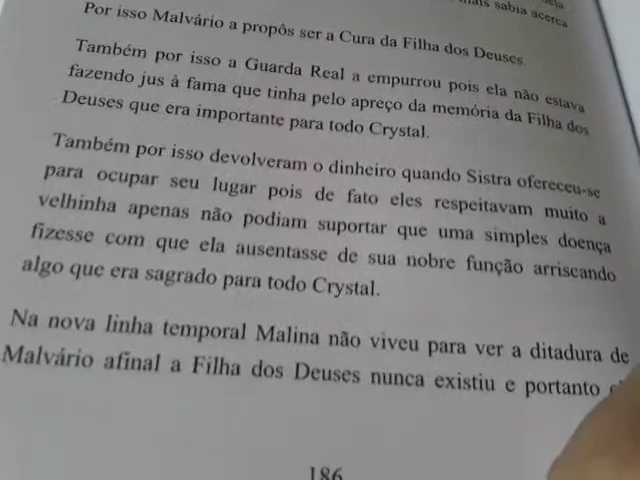 mais sabia acerca
Por isso Malvário a propôs ser a Cura da Filha dos Deuses
Também por isso a Guarda Real a empurrou pois ela não estava
fazendo jus à fama que tinha pelo apreço da memória da Filha dos
Deuses que era importante para todo Crystal.
Também por isso devolveram o dinheiro quando Sistra ofereceu-se
para ocupar seu lugar pois de fato eles respeitavam muito a
velhinha apenas não podiam suportar que uma simples doença
fizesse com que ela ausentasse de sua nobre função arriscando
algo que era sagrado para todo Crystal.
Na nova linha temporal Malina não viveu para ver a ditadura de
Malvário afinal a Filha dos Deuses nunca existiu e portanto
186